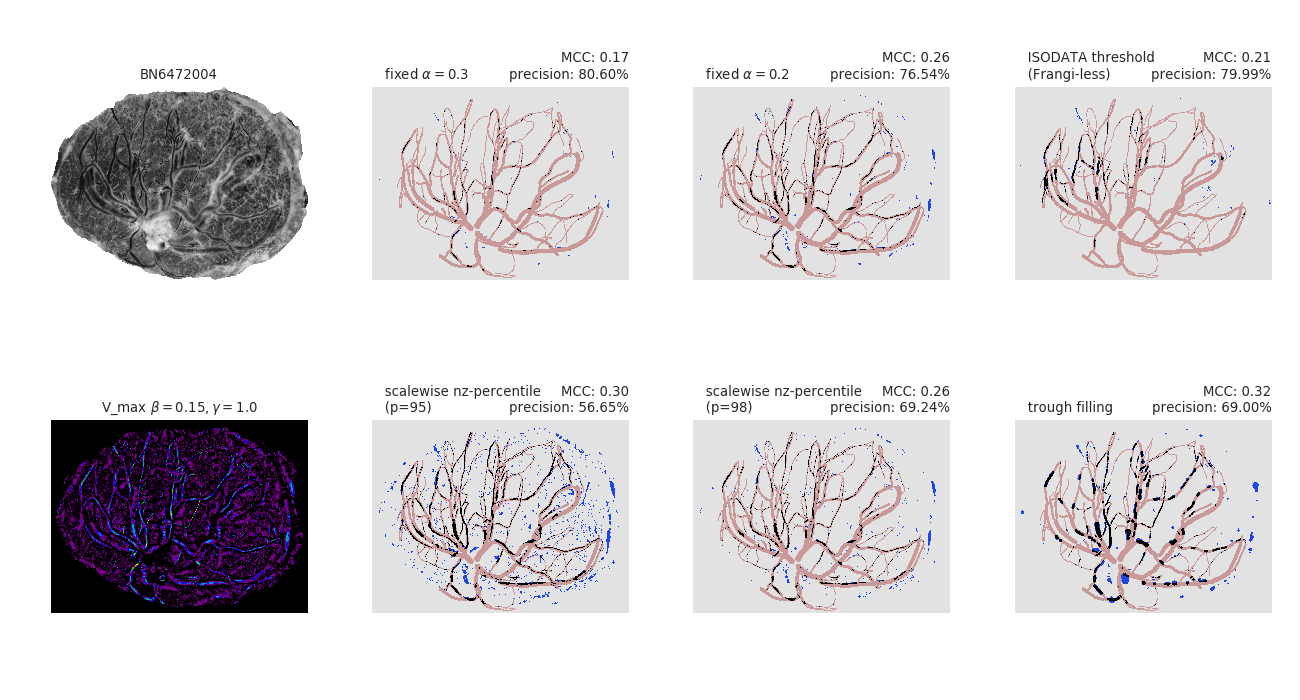 BN6472004
MCC: 0.17
fixed α = 0.3 precision: 80.60%
MCC: 0.26
fixed α = 0.2 precision: 76.54%
ISODATA threshold MCC: 0.21
(Frangi-less) precision: 79.99%
V_max β = 0.15, γ = 1.0
scalewise nz-percentile MCC: 0.30
(p=95) precision: 56.65%
scalewise nz-percentile MCC: 0.26
(p=98) precision: 69.24%
MCC: 0.32
trough filling precision: 69.00%